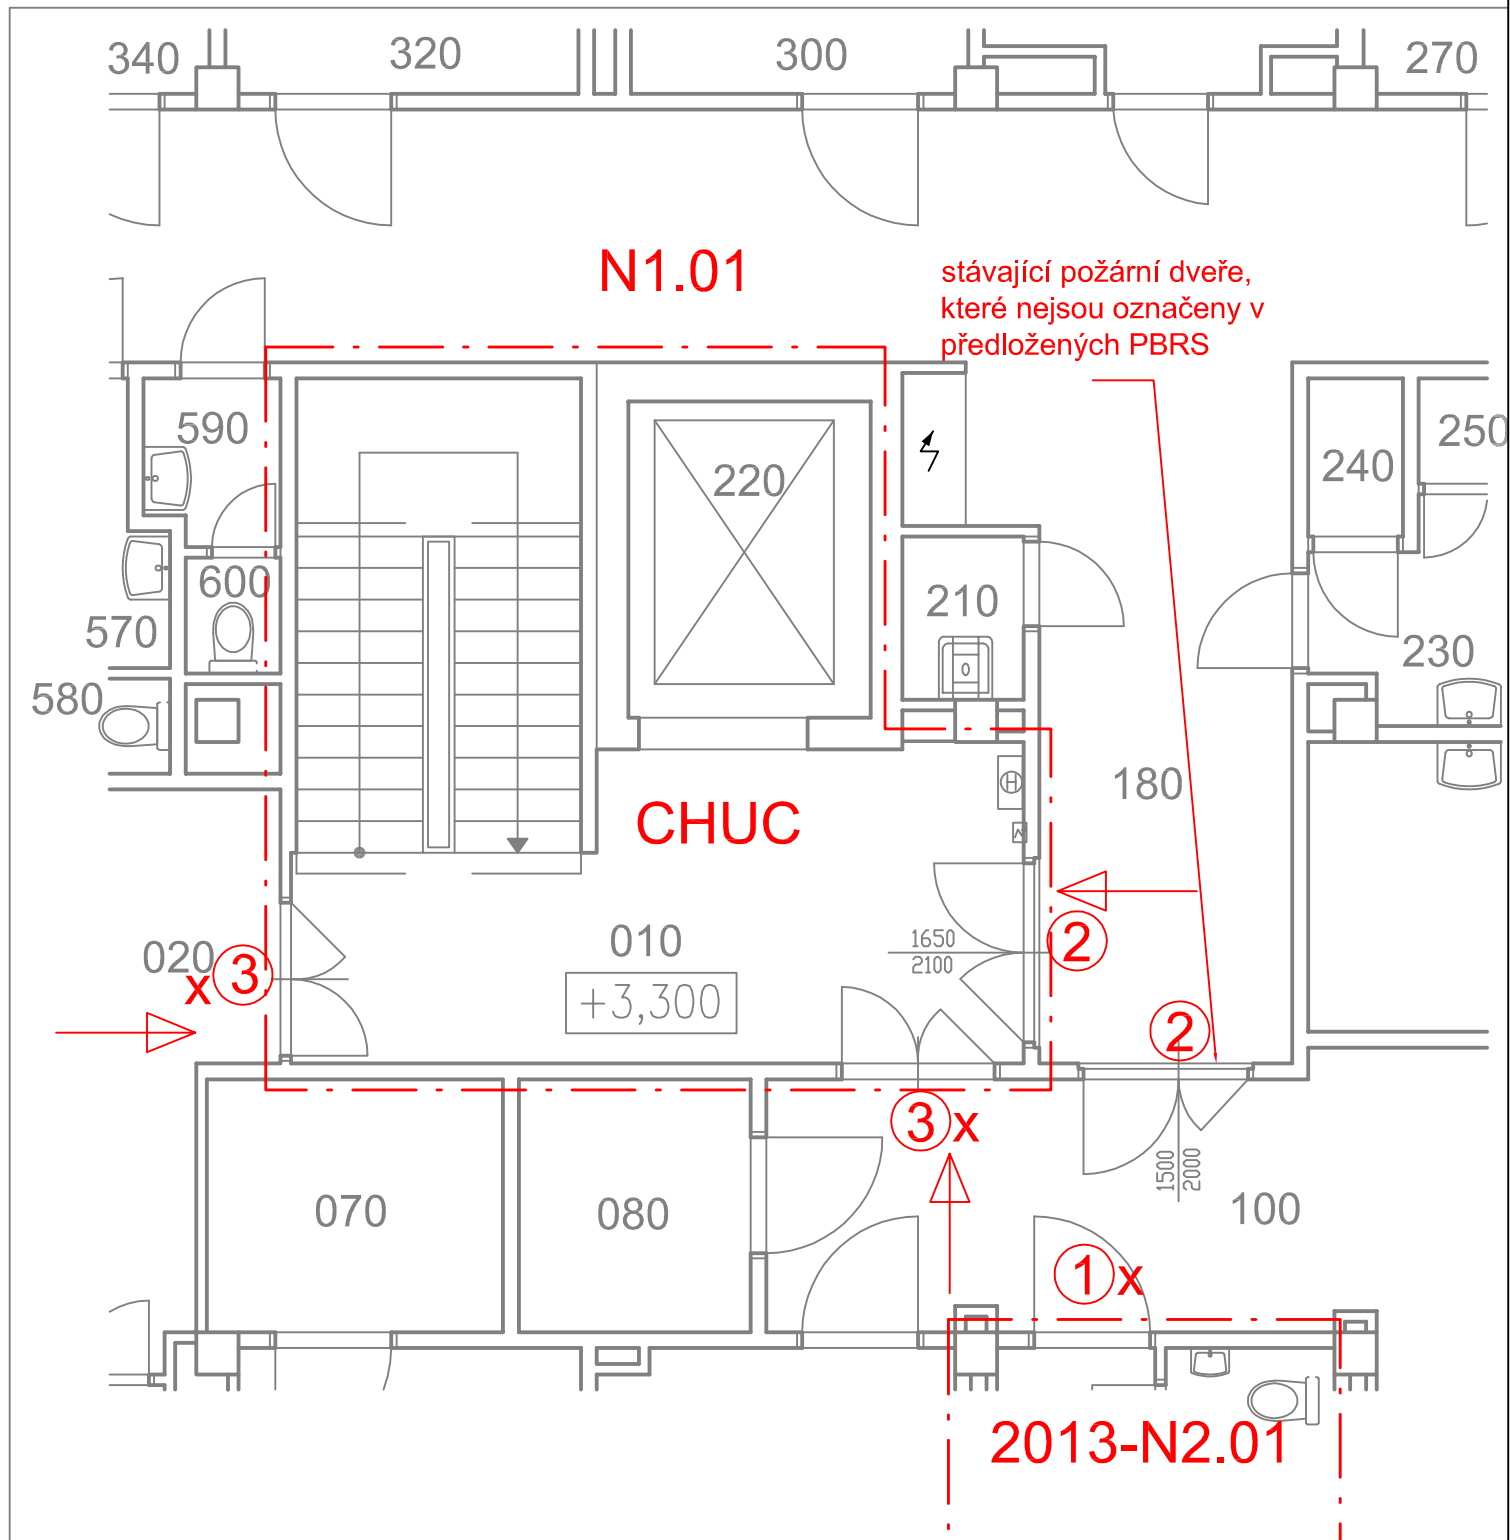 340
320
300
270
N1.01
stávající požární dveře,
které nejsou označeny v
předložených PBRS
590
220
240
250
600
210
570
230
580
180
CHUC
H
010
1650
2100
2
020
x 3
+3,300
2
3 x
1500
2000
070
080
100
1 x
2013-N2.01